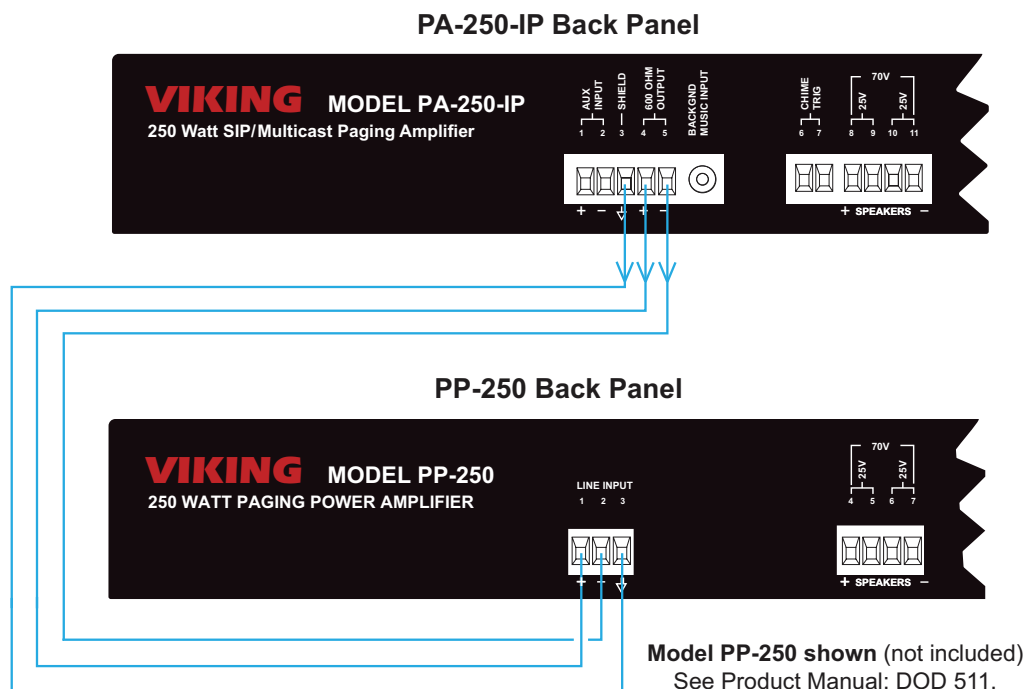 PA-250-IP Back Panel
VIKING MODEL PA-250-IP
250 Watt SIP/Multicast Paging Amplifier
AUX INPUT
SHIELD
600 OHM OUTPUT
BACKGND MUSIC INPUT
1 2 3 4 5
+ − + −
CHIME TRIG
70V
25V 25V
6 7 8 9 10 11
+ SPEAKERS −
PP-250 Back Panel
VIKING MODEL PP-250
250 WATT PAGING POWER AMPLIFIER
LINE INPUT
1 2 3
+ −
70V
25V 25V
4 5 6 7
+ SPEAKERS −
Model PP-250 shown (not included)
See Product Manual: DOD 511.